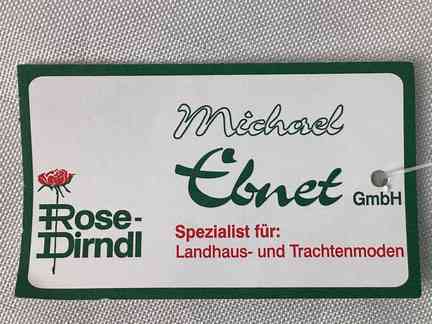 Michael
Ebnet GmbH
Rose-
Dirndl
Spezialist für:
Landhaus- und Trachtenmoden